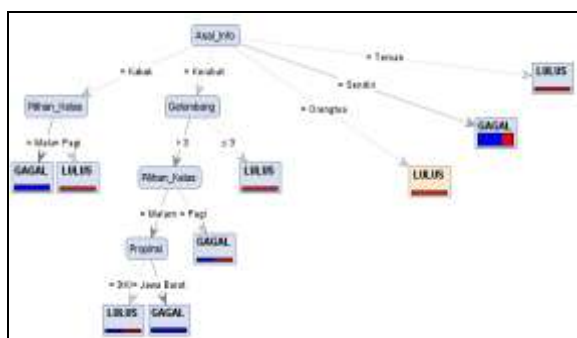 Asal_Info
= Kakak
= Kerabat
= Teman
= Sendiri
= Orangtua
LULUS
Pilihan_Kelas
Gelombang
GAGAL
= Malam
= Pagi
> 3
≤ 3
LULUS
GAGAL
LULUS
Pilihan_Kelas
LULUS
= Malam
= Pagi
Propinsi
GAGAL
= DKI
= Jawa Barat
LULUS
GAGAL